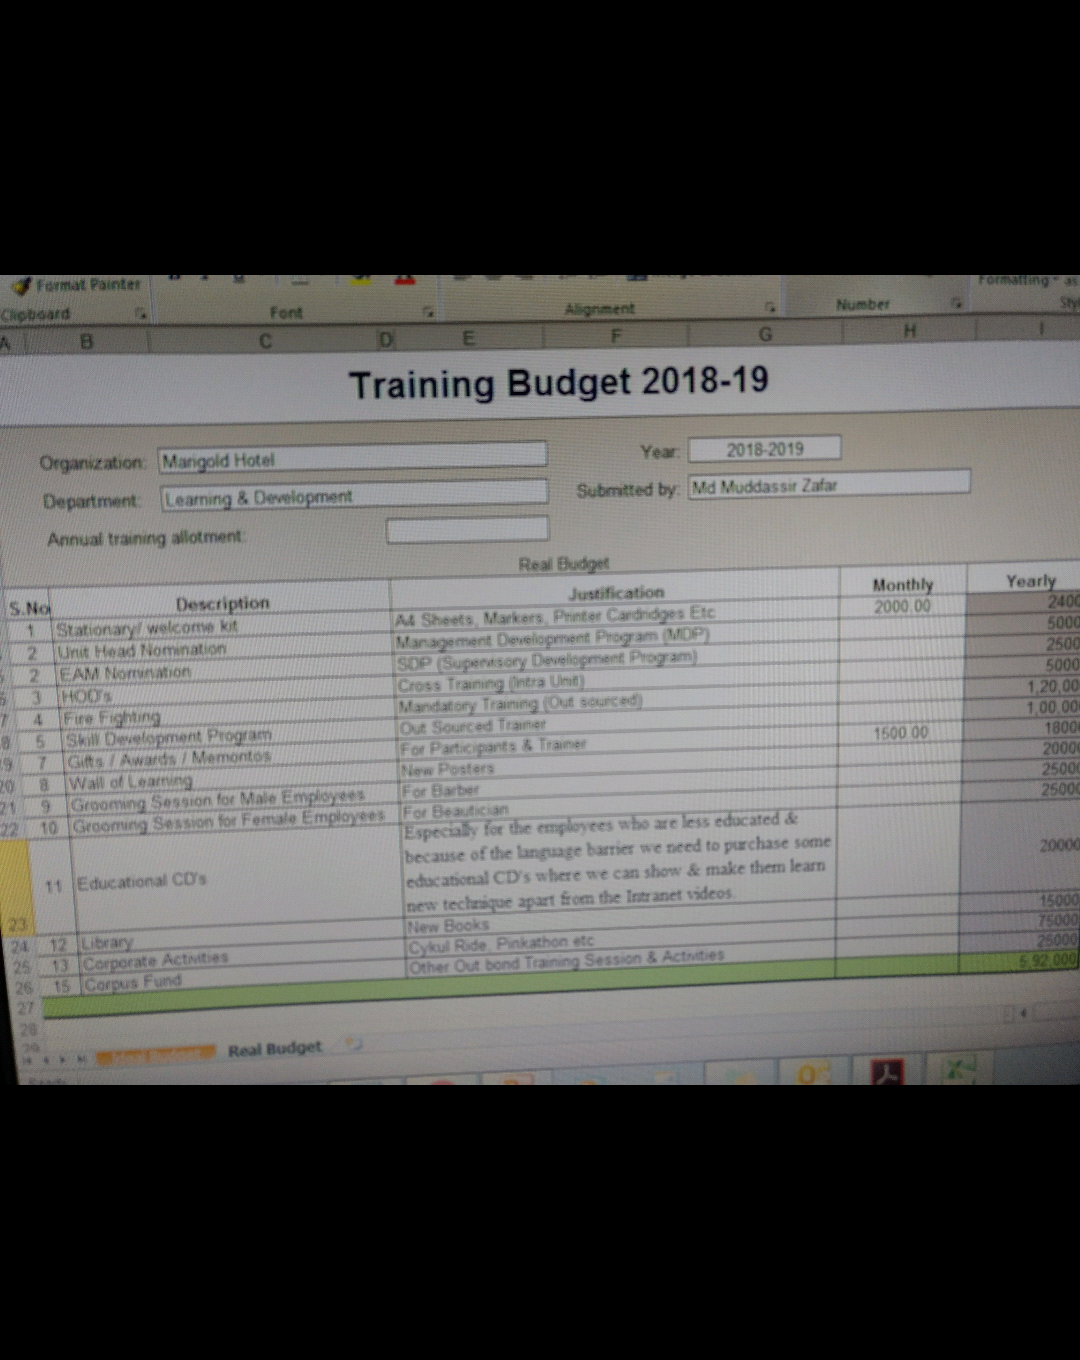 Format Painter
Formatting as
Clipboard Font Alignment Number Sty
A B C D E F G H I
Training Budget 2018-19
Organization: Marigold Hotel Year: 2018-2019
Department: Learning & Development Submitted by: Md Muddassir Zafar
Annual training allotment:
Real Budget
S.No Description Justification Monthly Yearly
1 Stationary/ welcome kit A4 Sheets, Markers, Printer Cardridges Etc 2000.00 2400
2 Unit Head Nomination Management Development Program (MDP) 5000
2 EAM Nomination SDP (Supervisory Development Program) 2500
3 HOD's Cross Training (Intra Unit) 5000
4 Fire Fighting Mandatory Training (Out sourced) 1,20,00
5 Skill Development Program Out Sourced Trainer 1,00,00
7 Gifts / Awards / Memontos For Participants & Trainer 1500.00 1800
8 Wall of Learning New Posters 2000
9 Grooming Session for Male Employees For Barber 2500
22 10 Grooming Session for Female Employees For Beautician 2500
23 11 Educational CD's Especially for the employees who are less educated &
because of the language barrier we need to purchase some
educational CD's where we can show & make them learn
new technique apart from the Intranet videos. 20000
24 12 Library New Books 15000
25 13 Corporate Activities Cykul Ride, Pinkathon etc 75000
26 15 Corpus Fund Other Out bond Training Session & Activities 25000
27 5,92,000
28
Real Budget